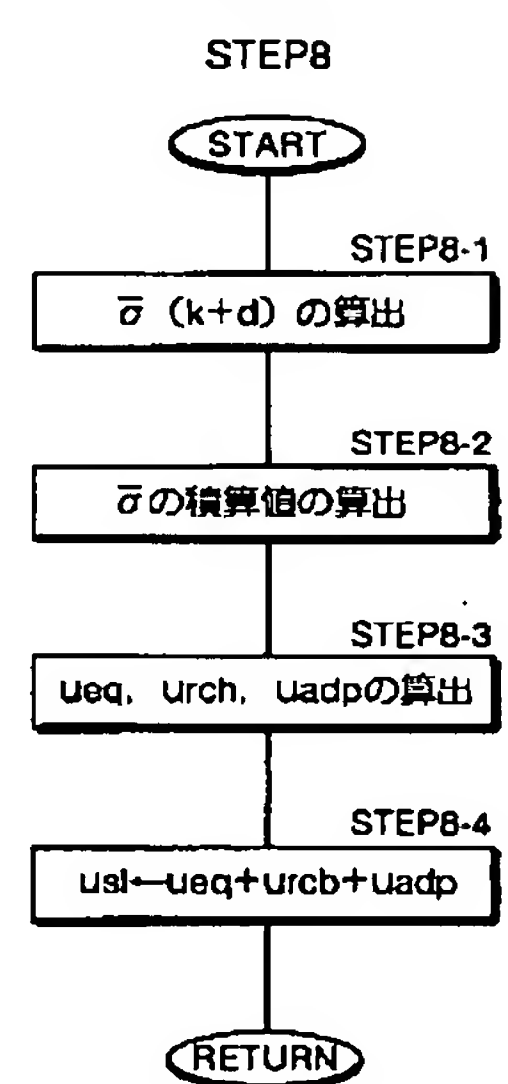 STEP8
START
STEP8-1
σ̅ (k+d) の算出
STEP8-2
σ̅の積算値の算出
STEP8-3
ueq, urch, uadpの算出
STEP8-4
usl←ueq+urcb+uadp
RETURN